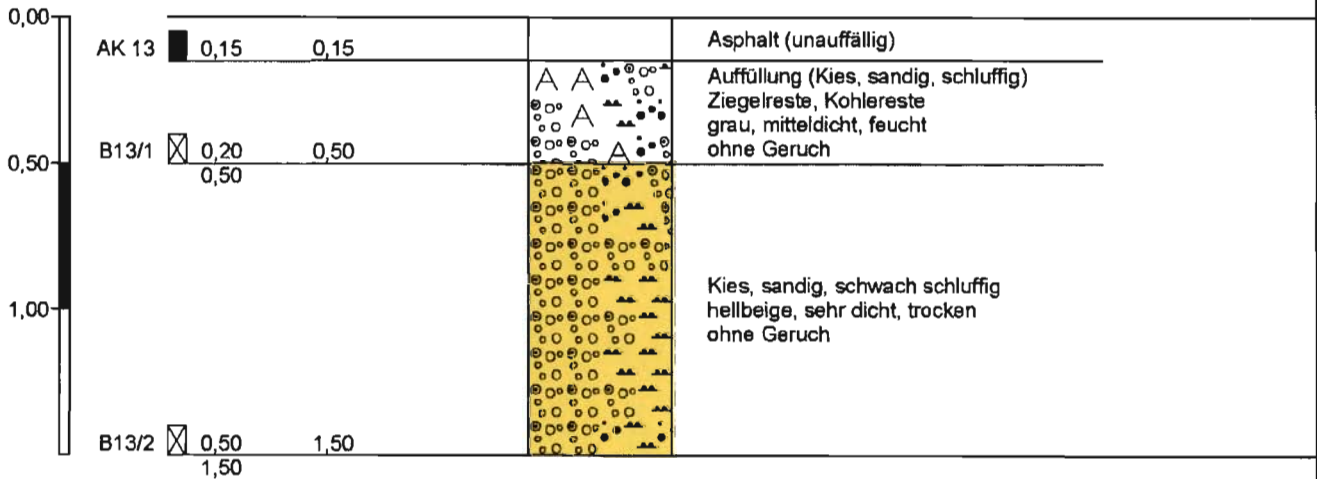 0,00
AK 13 0,15 0,15
Asphalt (unauffällig)
Auffüllung (Kies, sandig, schluffig)
Ziegelreste, Kohlereste
grau, mitteldicht, feucht
ohne Geruch
A A
A
A
B13/1 0,20 0,50
0,50
0,50
Kies, sandig, schwach schluffig
hellbeige, sehr dicht, trocken
ohne Geruch
1,00
B13/2 0,50 1,50
1,50